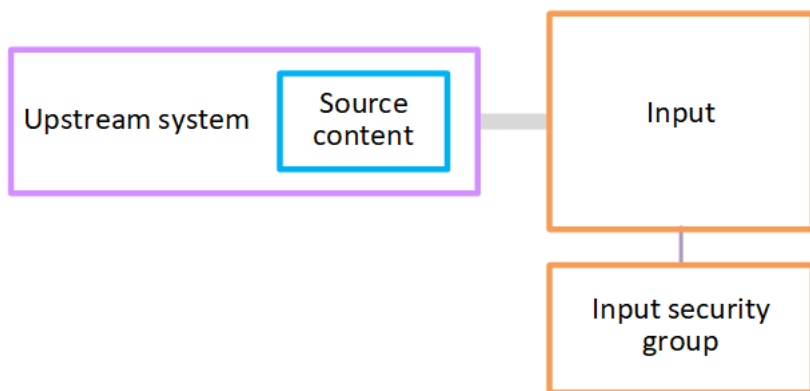 Upstream system
Source
content
Input
Input security
group